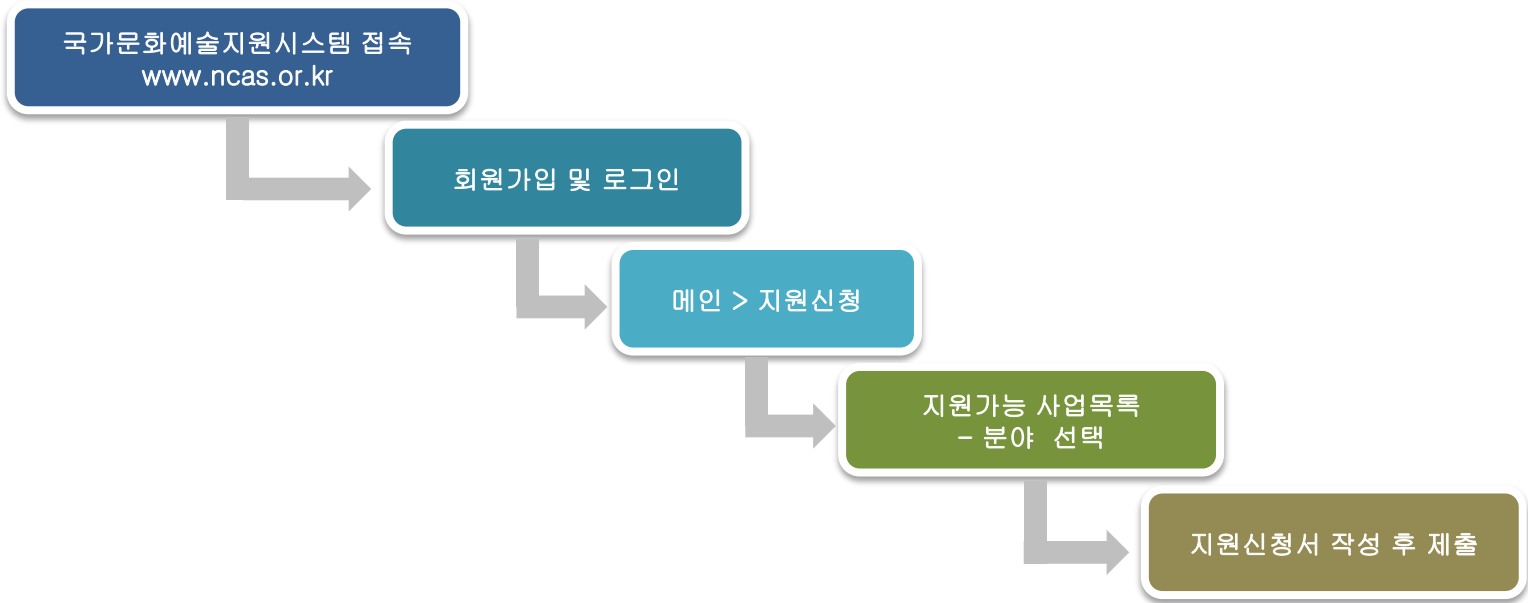 국가문화예술지원시스템 접속
www.ncas.or.kr
회원가입 및 로그인
메인 > 지원신청
지원가능 사업목록
- 분야 선택
지원신청서 작성 후 제출